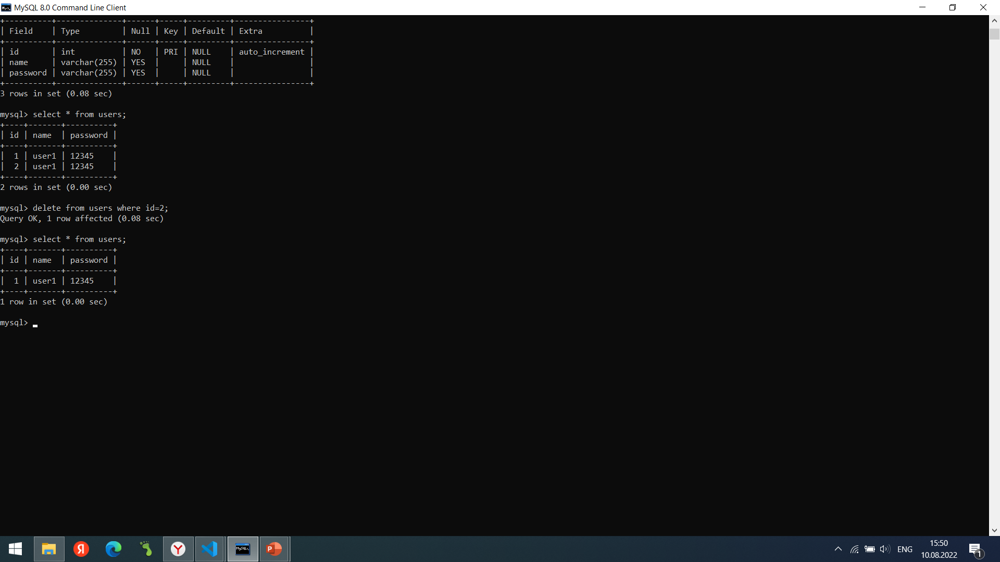 MySQL 8.0 Command Line Client
+----------+--------------+------+-----+---------+----------------+
| Field    | Type         | Null | Key | Default | Extra          |
+----------+--------------+------+-----+---------+----------------+
| id       | int          | NO   | PRI | NULL    | auto_increment |
| name     | varchar(255) | YES  |     | NULL    |                |
| password | varchar(255) | YES  |     | NULL    |                |
+----------+--------------+------+-----+---------+----------------+
3 rows in set (0.08 sec)
mysql> select * from users;
+----+-------+----------+
| id | name  | password |
+----+-------+----------+
|  1 | user1 | 12345    |
|  2 | user1 | 12345    |
+----+-------+----------+
2 rows in set (0.00 sec)
mysql> delete from users where id=2;
Query OK, 1 row affected (0.08 sec)
mysql> select * from users;
+----+-------+----------+
| id | name  | password |
+----+-------+----------+
|  1 | user1 | 12345    |
+----+-------+----------+
1 row in set (0.00 sec)
mysql> _
Я
Y
MySQL
P
ENG
15:50
10.08.2022
1